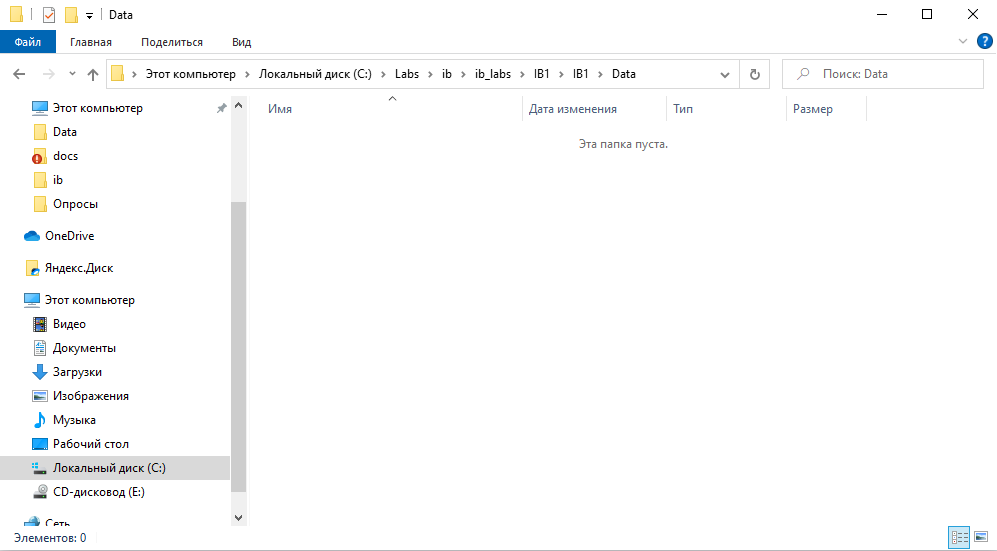 Data
Файл Главная Поделиться Вид
Этот компьютер Локальный диск (C:) Labs ib ib_labs IB1 IB1 Data Поиск: Data
Имя Дата изменения Тип Размер
Эта папка пуста.
Этот компьютер
Data
docs
ib
Опросы
OneDrive
Яндекс.Диск
Этот компьютер
Видео
Документы
Загрузки
Изображения
Музыка
Рабочий стол
Локальный диск (C:)
CD-дисковод (E:)
Сеть
Элементов: 0